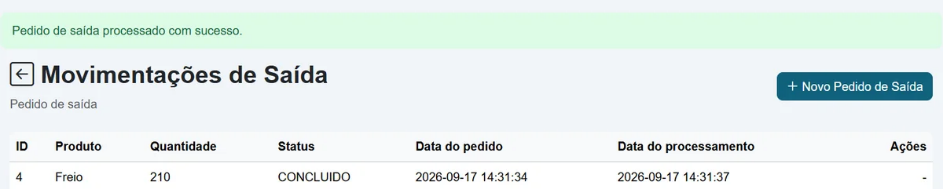 Pedido de saída processado com sucesso.
Movimentações de Saída
+ Novo Pedido de Saída
Pedido de saída
ID Produto Quantidade Status Data do pedido Data do processamento Ações
4 Freio 210 CONCLUIDO 2026-09-17 14:31:34 2026-09-17 14:31:37 -